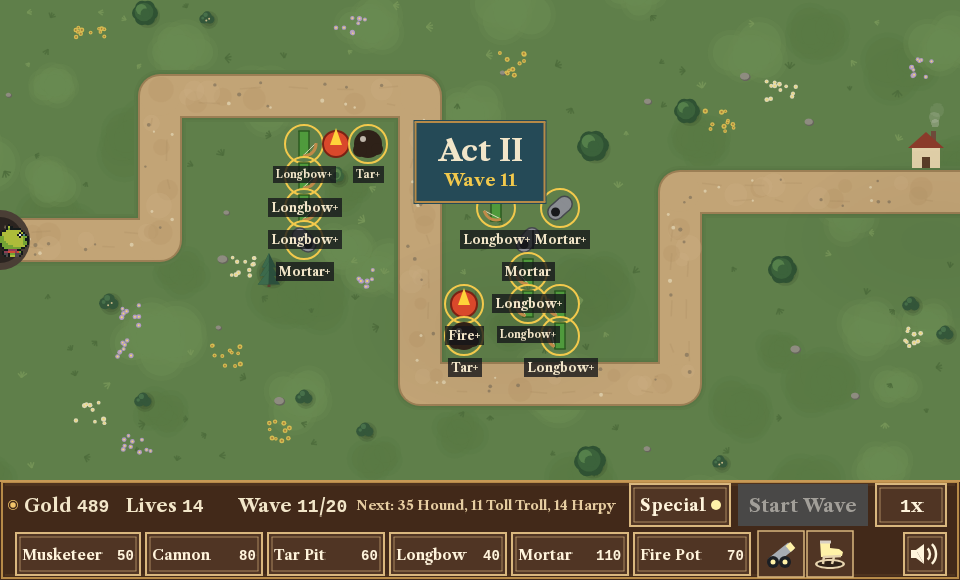 Act II
Wave 11
Longbow+
Tar+
Longbow+
Longbow+
Longbow+ Mortar+
Mortar+
Mortar
Longbow+
Fire+
Longbow+
Tar+
Longbow+
Gold 489 Lives 14 Wave 11/20 Next: 35 Hound, 11 Toll Troll, 14 Harpy Special Start Wave 1x
Musketeer 50 Cannon 80 Tar Pit 60 Longbow 40 Mortar 110 Fire Pot 70